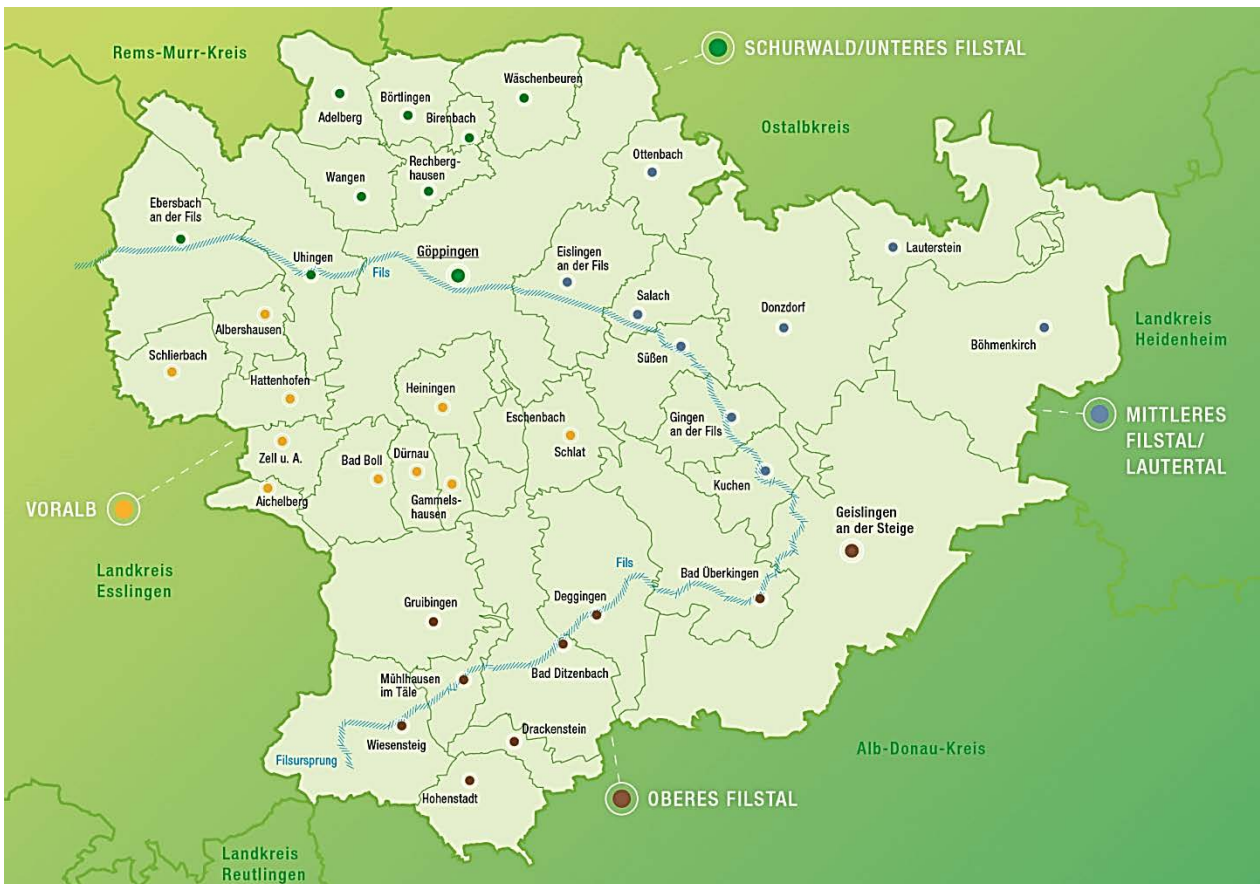 Rems-Murr-Kreis
SCHURWALD/UNTERES FILSTAL
Wäschenbeuren
Börtlingen
Adelberg
Birenbach
Ostalbkreis
Ottenbach
Rechberg-
hausen
Wangen
Ebersbach
an der Fils
Lauterstein
Uhingen
Göppingen
Eislingen
an der Fils
Fils
Salach
Donzdorf
Albershausen
Landkreis
Heidenheim
Böhmenkirch
Schlierbach
Süßen
Hattenhofen
Heiningen
Eschenbach
Gingen
an der Fils
MITTLERES
FILSTAL/
LAUTERTAL
Zell u. A.
Bad Boll
Dürnau
Schlat
Kuchen
Aichelberg
Gammels-
hausen
VORALB
Geislingen
an der Steige
Landkreis
Esslingen
Fils
Bad Überkingen
Gruibingen
Deggingen
Mühlhausen
im Täle
Bad Ditzenbach
Drackenstein
Wiesensteig
Filsursprung
Alb-Donau-Kreis
Hohenstadt
OBERES FILSTAL
Landkreis
Reutlingen